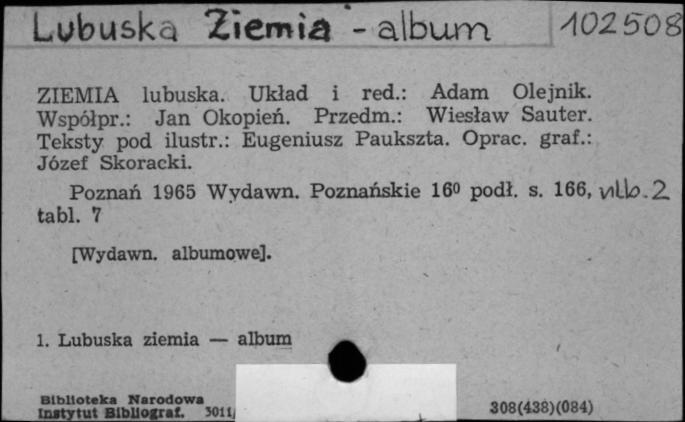 Lubuska Ziemia - album 102508
ZIEMIA lubuska. Układ i red.: Adam Olejnik.
Współpr.: Jan Okopień. Przedm.: Wiesław Sauter.
Teksty pod ilustr.: Eugeniusz Paukszta. Oprac. graf.:
Józef Skoracki.
Poznań 1965 Wydawn. Poznańskie 16⁰ podł. s. 166, nlb. 2
tabl. 7
[Wydawn. albumowe].
1. Lubuska ziemia — album
Biblioteka Narodowa
Instytut Bibliograf. 3011/ 308(438)(084)